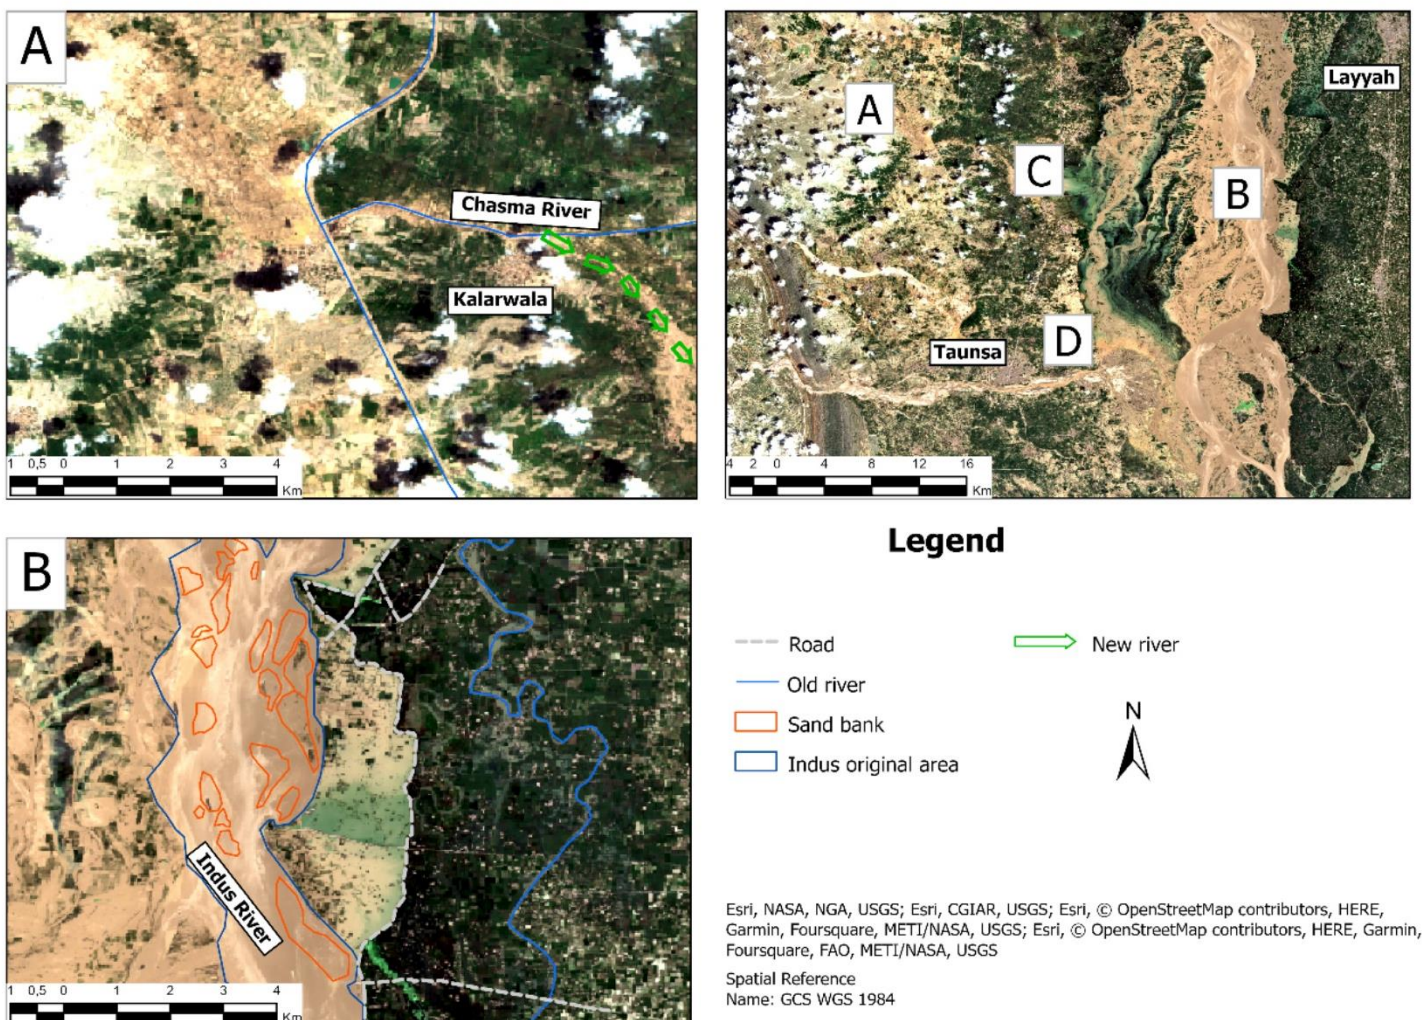 A
Chasma River
Kalarwala
1 0,5 0 1 2 3 4
Km
A
Layyah
C
B
D
Taunsa
4 2 0 4 8 12 16
Km
B
Indus River
1 0,5 0 1 2 3 4
Km
Legend
Road
New river
Old river
Sand bank
Indus original area
N
Esri, NASA, NGA, USGS; Esri, CGIAR, USGS; Esri, © OpenStreetMap contributors, HERE,
Garmin, Foursquare, METI/NASA, USGS; Esri, © OpenStreetMap contributors, HERE, Garmin,
Foursquare, FAO, METI/NASA, USGS
Spatial Reference
Name: GCS WGS 1984